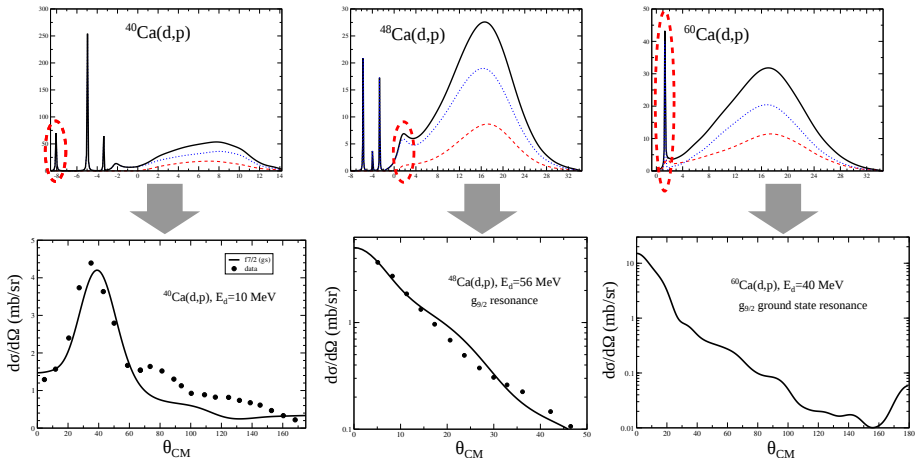 ⁴⁰Ca(d,p)
300
250
200
150
100
50
-8 -6 -4 -2 0 2 4 6 8 10 12 14
⁴⁸Ca(d,p)
30
25
20
15
10
5
0
-8 -4 0 4 8 12 16 20 24 28 32
⁶⁰Ca(d,p)
50
40
30
20
10
0
0 4 8 12 16 20 24 28 32
dσ/dΩ (mb/sr)
5
4
3
2
1
0
f7/2 (gs)
data
⁴⁰Ca(d,p), E_d=10 MeV
0 20 40 60 80 100 120 140 160
θ_CM
dσ/dΩ (mb/sr)
1
0.1
⁴⁸Ca(d,p), E_d=56 MeV
g_9/2 resonance
0 10 20 30 40 50
θ_CM
dσ/dΩ (mb/sr)
10
1
0.1
0.01
⁶⁰Ca(d,p), E_d=40 MeV
g_9/2 ground state resonance
0 20 40 60 80 100 120 140 160 180
θ_CM